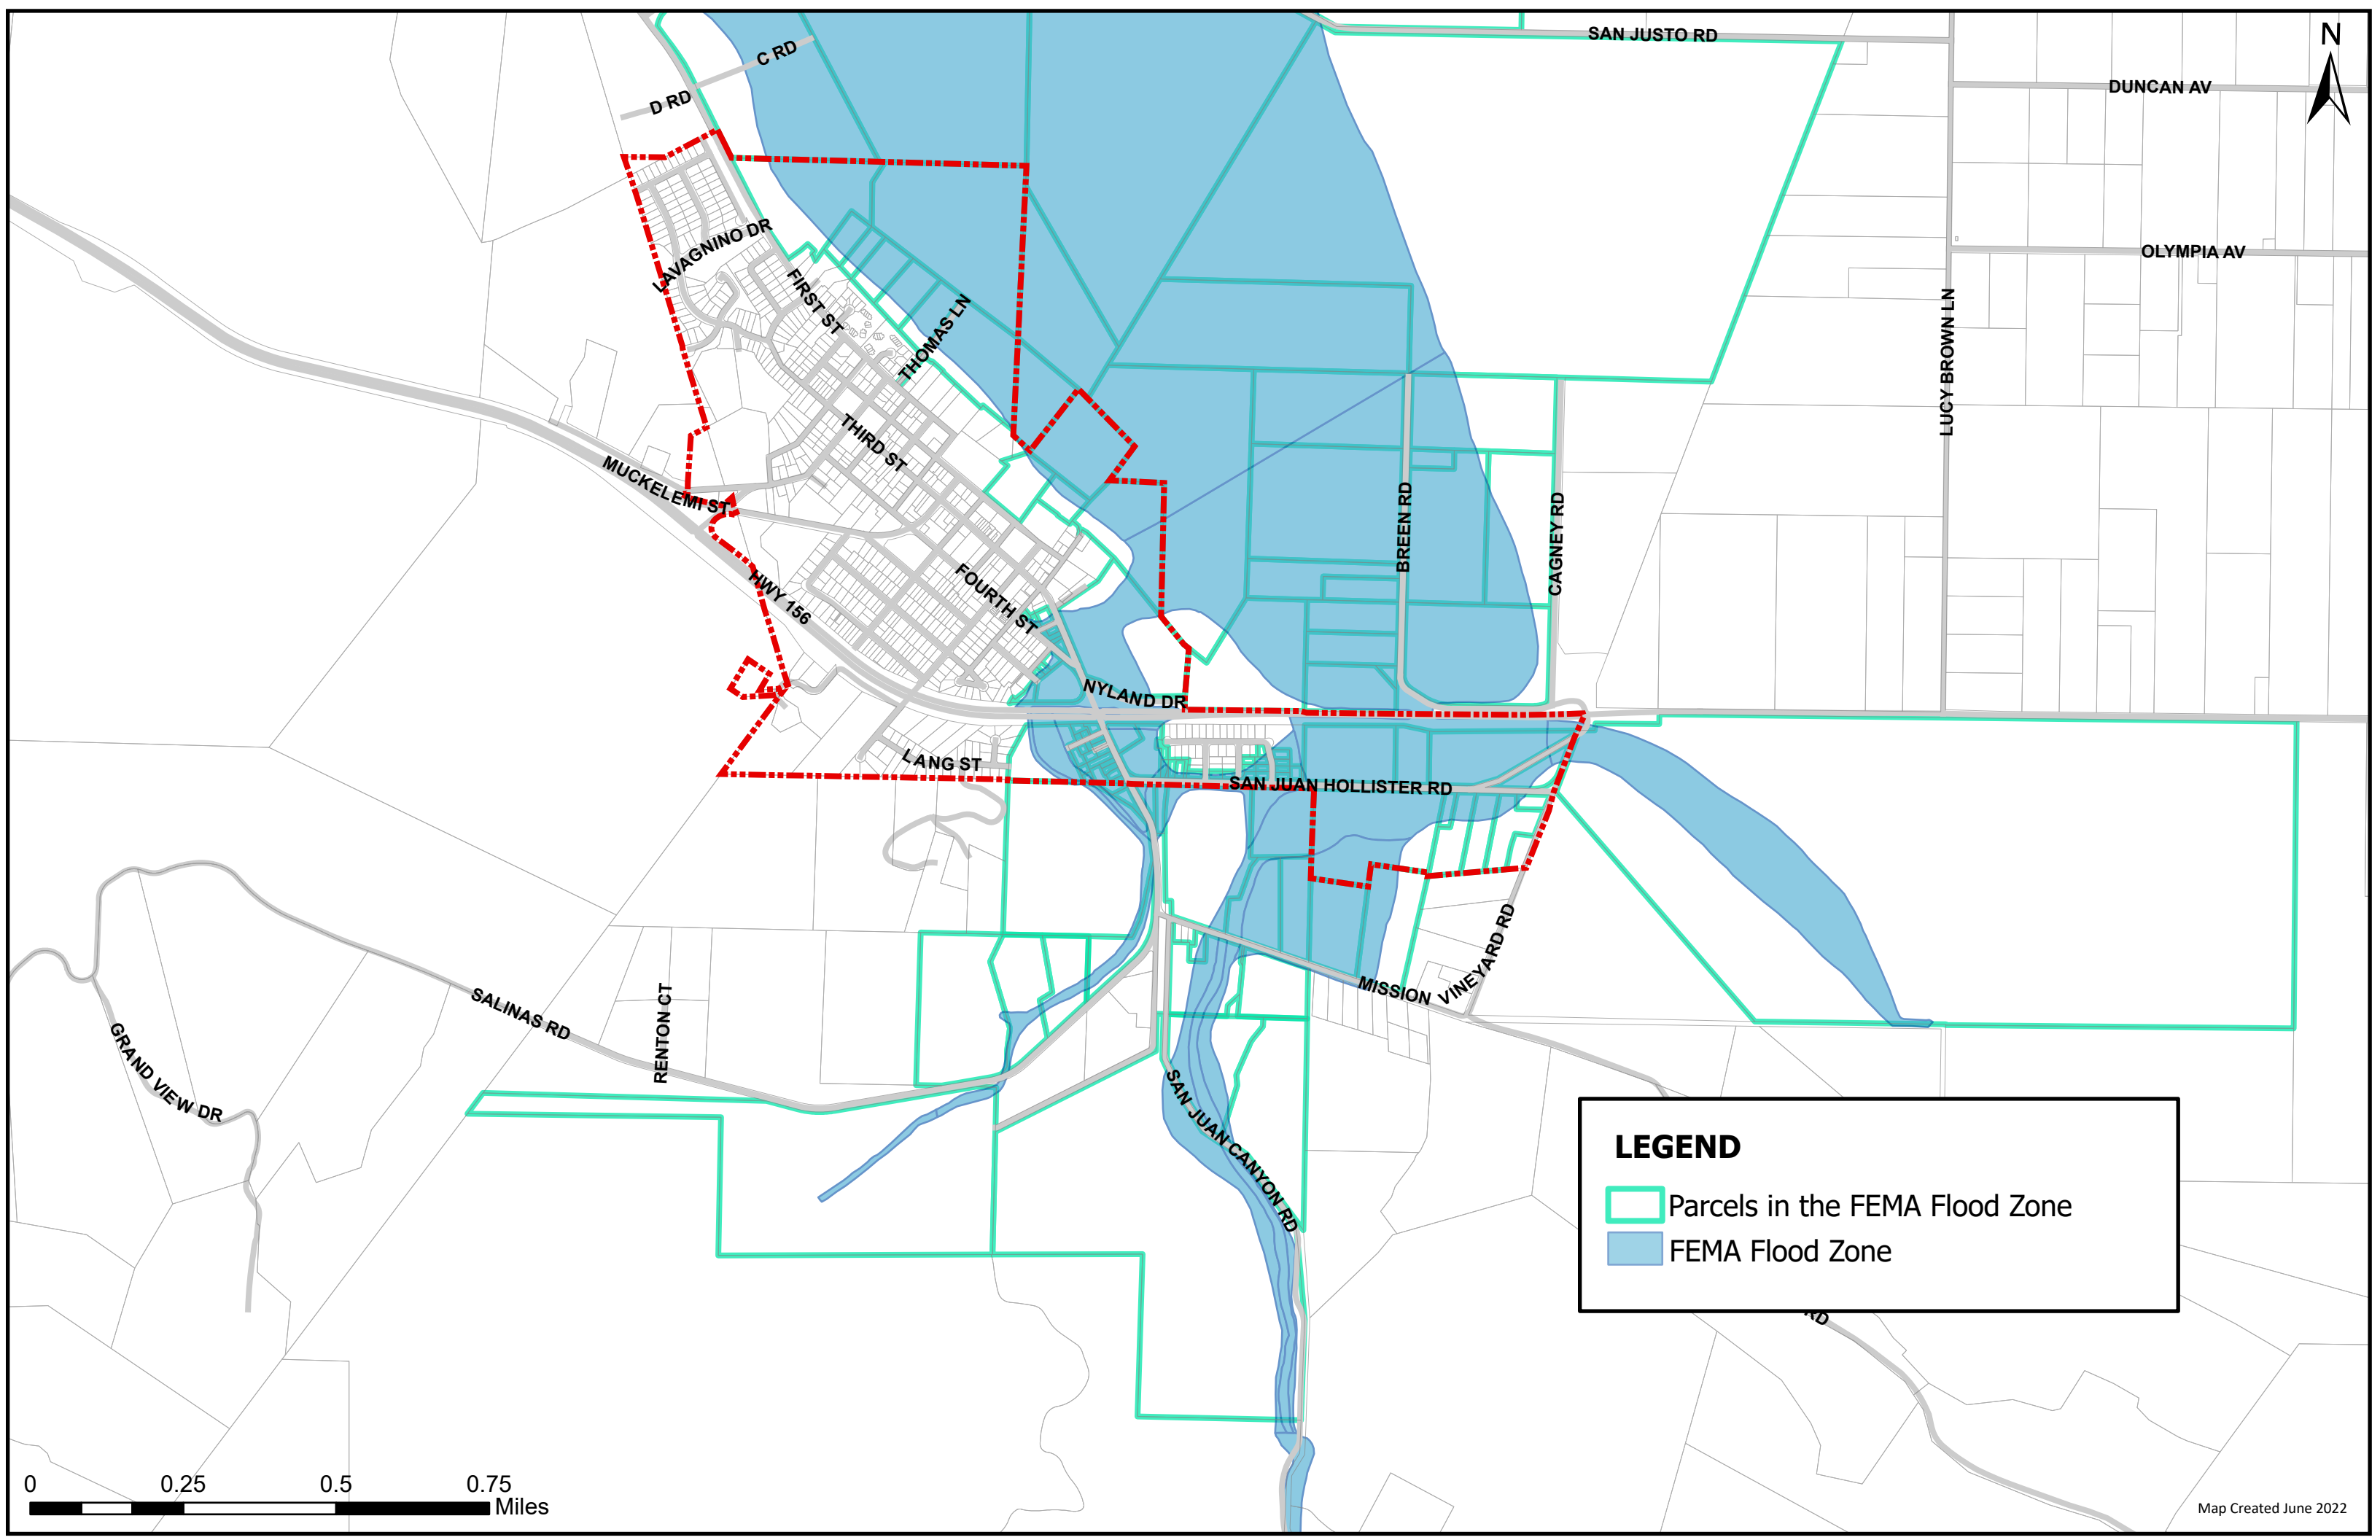 SAN JUSTO RD
N
C RD
DUNCAN AV
D RD
LAVAGNINO DR
OLYMPIA AV
FIRST ST
THOMAS LN
LUCY BROWN LN
THIRD ST
MUCKELEMI ST
BREEN RD
CAGNEY RD
HWY 156
FOURTH ST
NYLAND DR
LANG ST
SAN JUAN HOLLISTER RD
SALINAS RD
RENTON CT
MISSION VINEYARD RD
GRAND VIEW DR
SAN JUAN CANYON RD
LEGEND
Parcels in the FEMA Flood Zone
FEMA Flood Zone
RD
0 0.25 0.5 0.75
Miles
Map Created June 2022